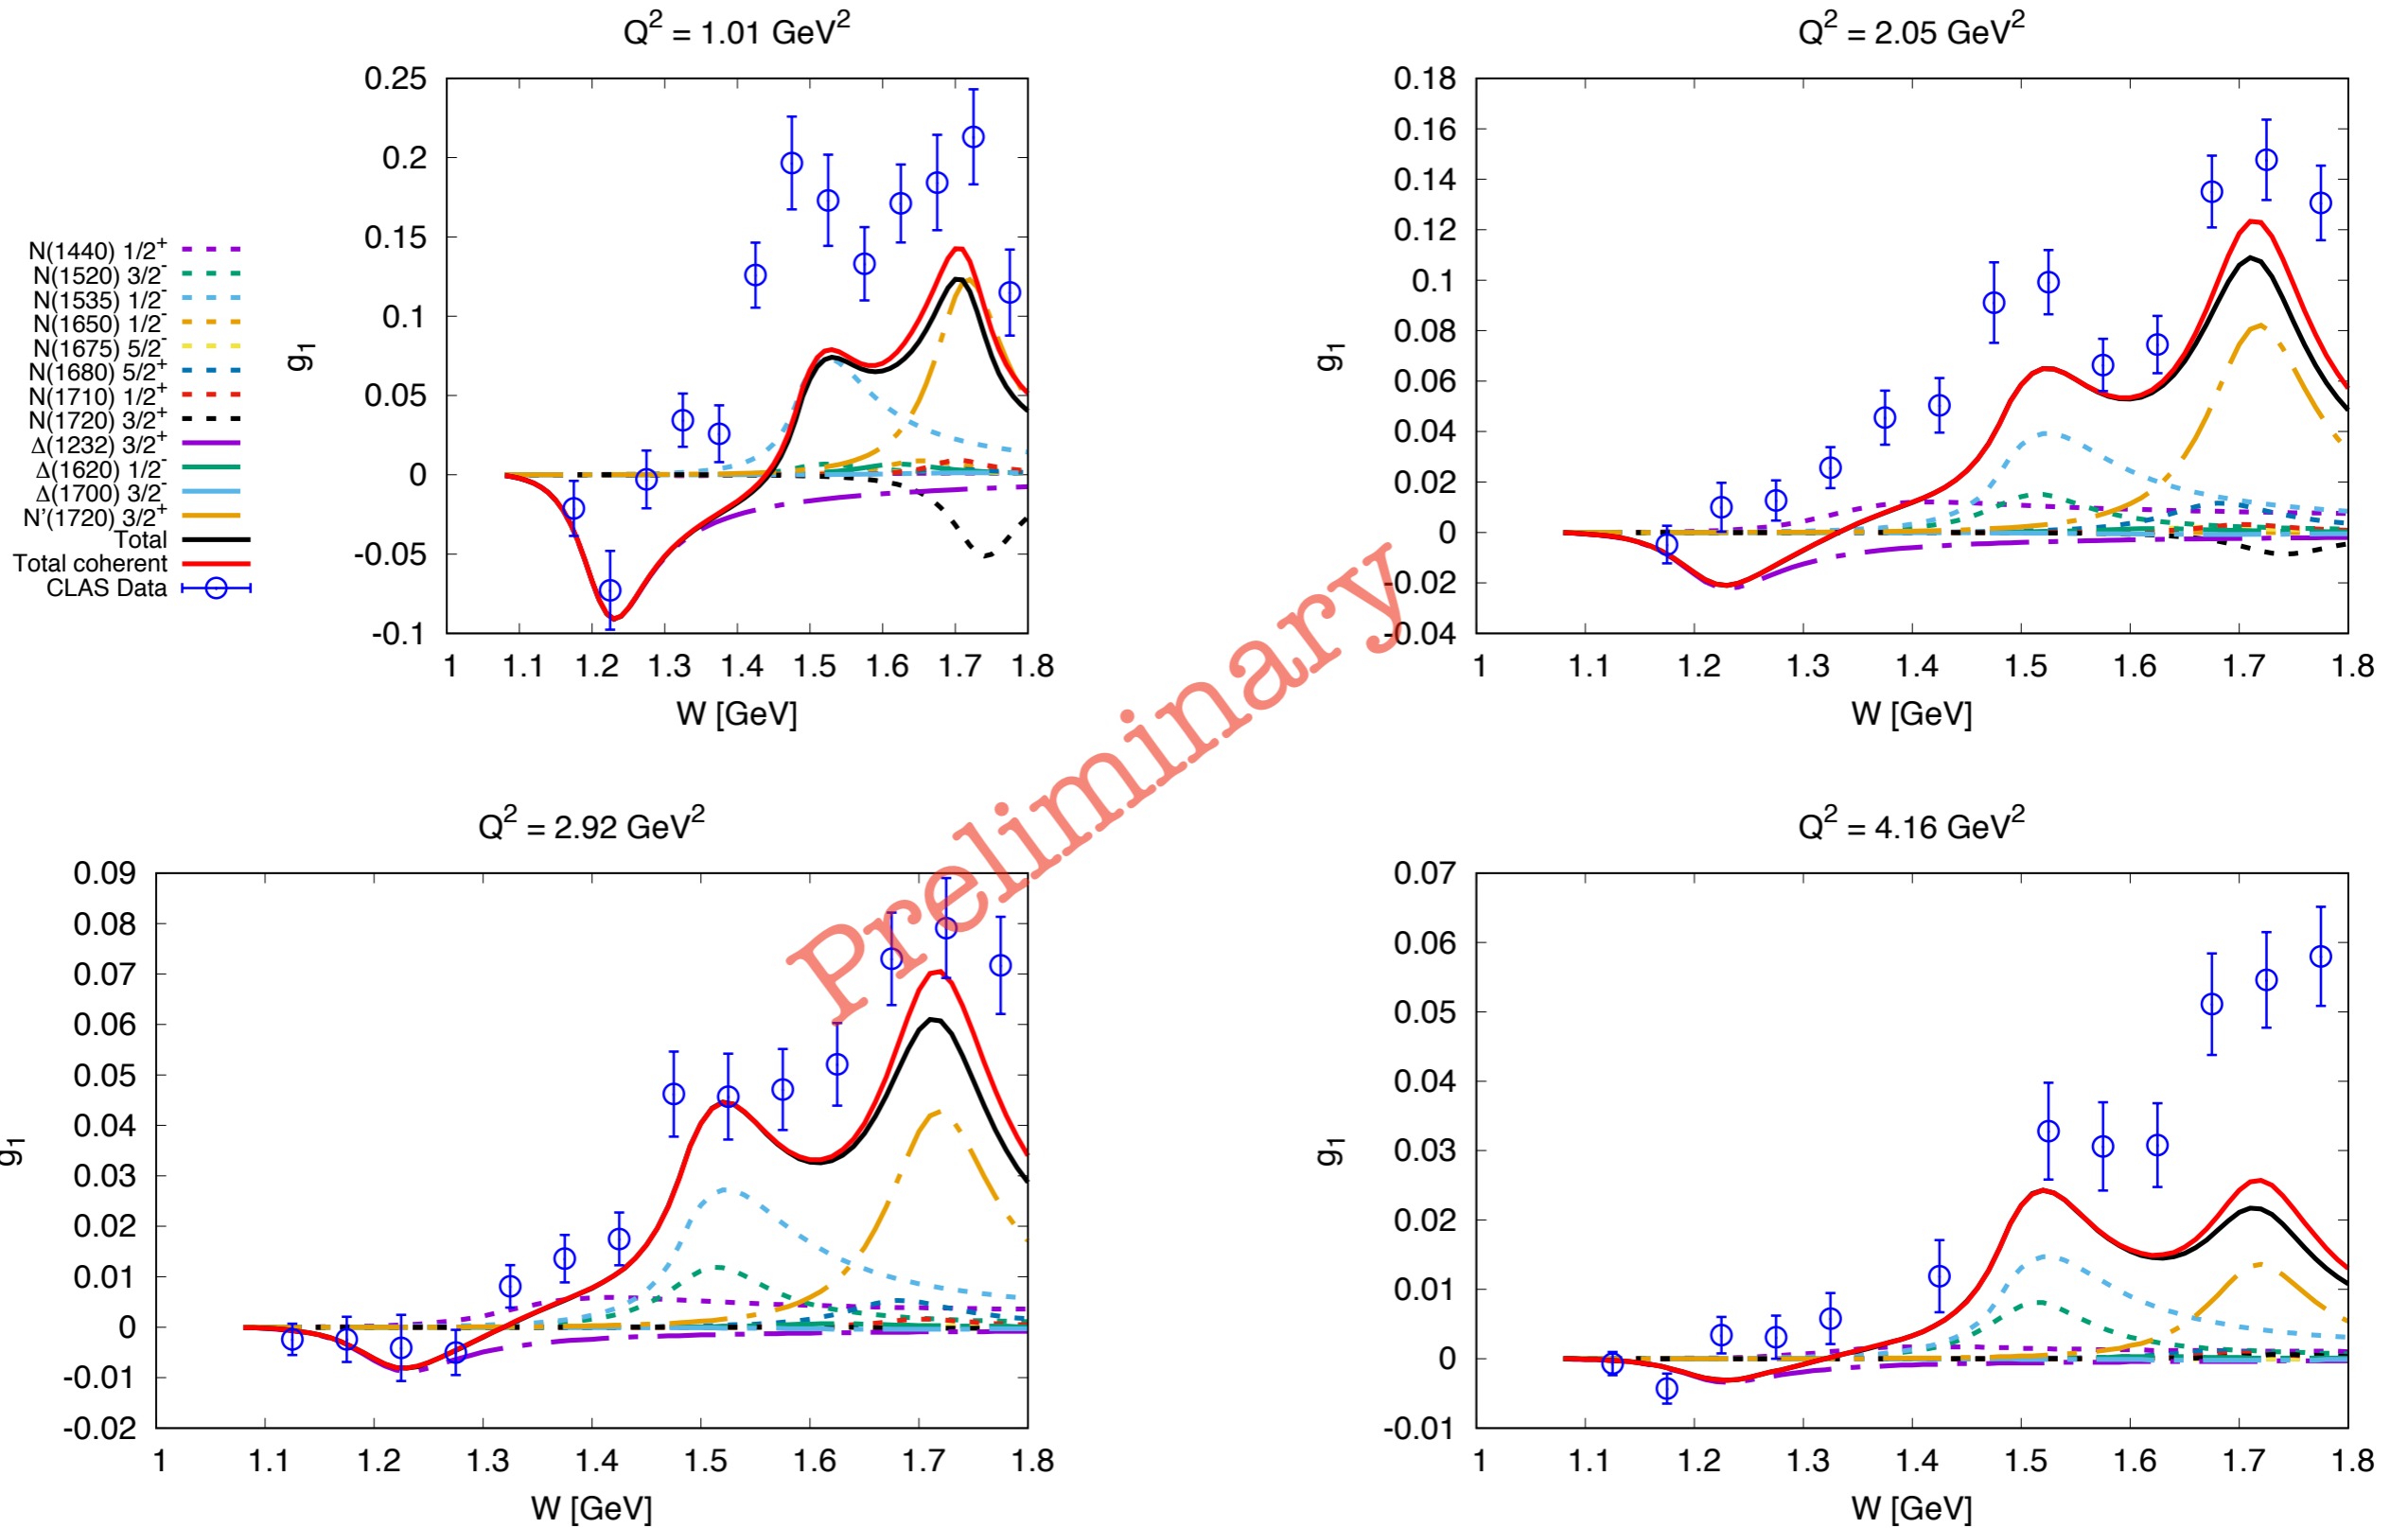 Q² = 1.01 GeV²
0.25
0.2
0.15
0.1
0.05
0
-0.05
-0.1
g₁
1 1.1 1.2 1.3 1.4 1.5 1.6 1.7 1.8
W [GeV]
N(1440) 1/2⁺
N(1520) 3/2⁻
N(1535) 1/2⁻
N(1650) 1/2⁻
N(1675) 5/2⁻
N(1680) 5/2⁺
N(1710) 1/2⁺
N(1720) 3/2⁺
Δ(1232) 3/2⁺
Δ(1620) 1/2⁻
Δ(1700) 3/2⁻
N'(1720) 3/2⁺
Total
Total coherent
CLAS Data
Q² = 2.05 GeV²
0.18
0.16
0.14
0.12
0.1
0.08
0.06
0.04
0.02
0
-0.02
-0.04
g₁
1 1.1 1.2 1.3 1.4 1.5 1.6 1.7 1.8
W [GeV]
Preliminary
Q² = 2.92 GeV²
0.09
0.08
0.07
0.06
0.05
0.04
0.03
0.02
0.01
0
-0.01
-0.02
g₁
1 1.1 1.2 1.3 1.4 1.5 1.6 1.7 1.8
W [GeV]
Q² = 4.16 GeV²
0.07
0.06
0.05
0.04
0.03
0.02
0.01
0
-0.01
g₁
1 1.1 1.2 1.3 1.4 1.5 1.6 1.7 1.8
W [GeV]